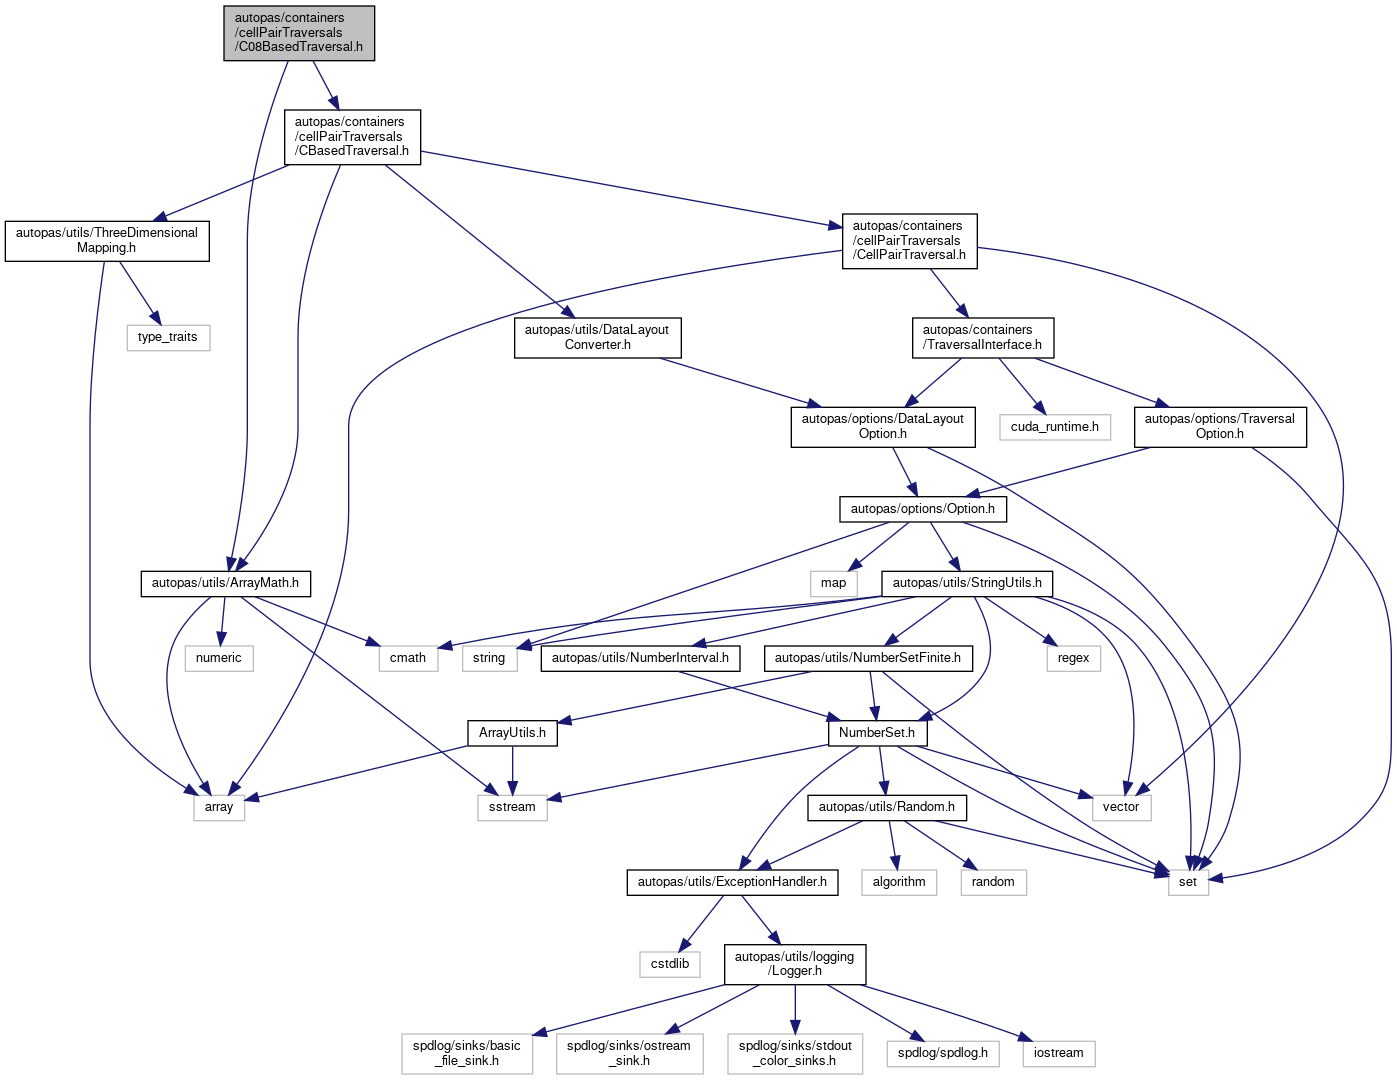 autopas/containers
/cellPairTraversals
/C08BasedTraversal.h
autopas/containers
/cellPairTraversals
/CBasedTraversal.h
autopas/utils/ThreeDimensional
Mapping.h
autopas/containers
/cellPairTraversals
/CellPairTraversal.h
type_traits
autopas/utils/DataLayout
Converter.h
autopas/containers
/TraversalInterface.h
autopas/options/DataLayout
Option.h
cuda_runtime.h
autopas/options/Traversal
Option.h
autopas/options/Option.h
autopas/utils/ArrayMath.h
map
autopas/utils/StringUtils.h
numeric
cmath
string
autopas/utils/NumberInterval.h
autopas/utils/NumberSetFinite.h
regex
ArrayUtils.h
NumberSet.h
array
sstream
autopas/utils/Random.h
vector
autopas/utils/ExceptionHandler.h
algorithm
random
set
cstdlib
autopas/utils/logging
/Logger.h
spdlog/sinks/basic
_file_sink.h
spdlog/sinks/ostream
_sink.h
spdlog/sinks/stdout
_color_sinks.h
spdlog/spdlog.h
iostream